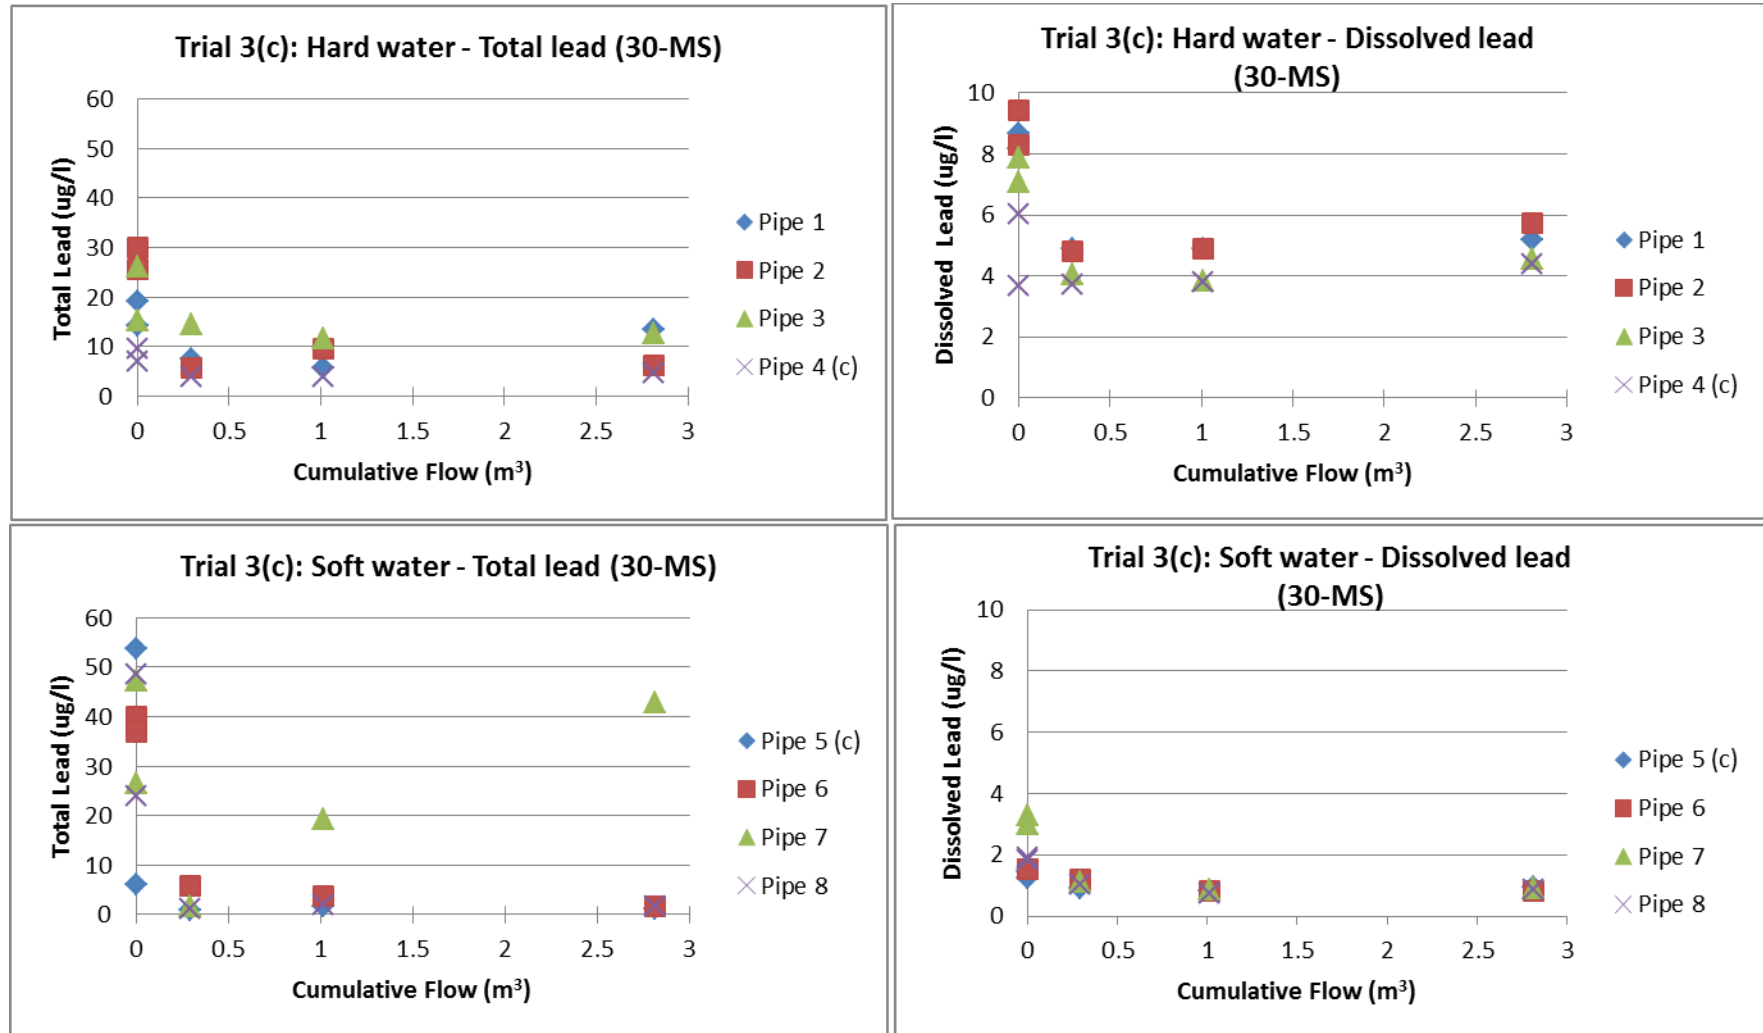 Trial 3(c): Hard water - Total lead (30-MS)
60
50
40
30
20
10
0
Total Lead (ug/l)
0 0.5 1 1.5 2 2.5 3
Cumulative Flow (m³)
Pipe 1
Pipe 2
Pipe 3
Pipe 4 (c)
Trial 3(c): Hard water - Dissolved lead
(30-MS)
10
8
6
4
2
0
Dissolved Lead (ug/l)
0 0.5 1 1.5 2 2.5 3
Cumulative Flow (m³)
Pipe 1
Pipe 2
Pipe 3
Pipe 4 (c)
Trial 3(c): Soft water - Total lead (30-MS)
60
50
40
30
20
10
0
Total Lead (ug/l)
0 0.5 1 1.5 2 2.5 3
Cumulative Flow (m³)
Pipe 5 (c)
Pipe 6
Pipe 7
Pipe 8
Trial 3(c): Soft water - Dissolved lead
(30-MS)
10
8
6
4
2
0
Dissolved Lead (ug/l)
0 0.5 1 1.5 2 2.5 3
Cumulative Flow (m³)
Pipe 5 (c)
Pipe 6
Pipe 7
Pipe 8